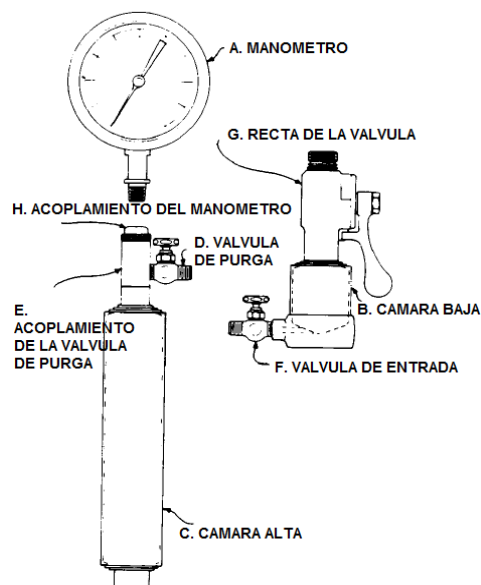 A. MANOMETRO
G. RECTA DE LA VALVULA
H. ACOPLAMIENTO DEL MANOMETRO
D. VALVULA
DE PURGA
E.
ACOPLAMIENTO
DE LA VALVULA
DE PURGA
B. CAMARA BAJA
F. VALVULA DE ENTRADA
C. CAMARA ALTA